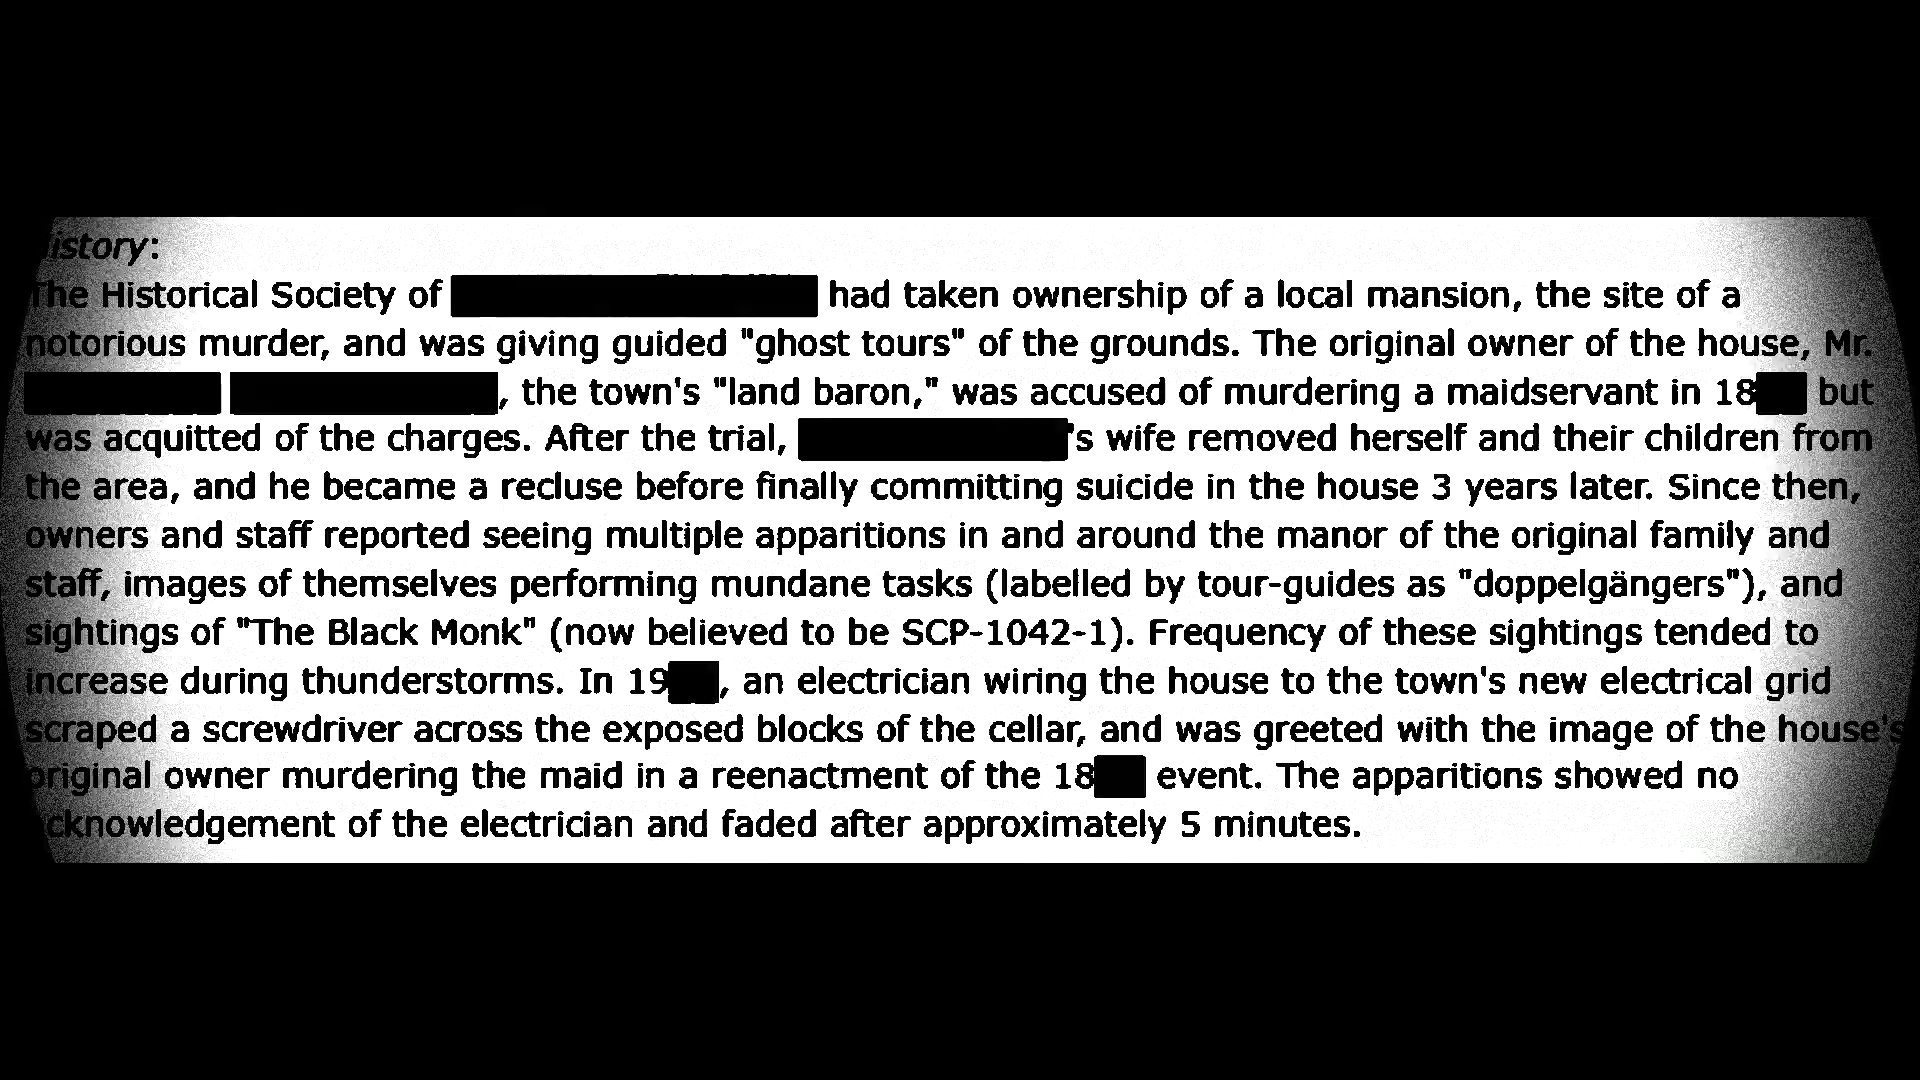 History:
The Historical Society of had taken ownership of a local mansion, the site of a
notorious murder, and was giving guided "ghost tours" of the grounds. The original owner of the house, Mr.
, the town's "land baron," was accused of murdering a maidservant in 18 but
was acquitted of the charges. After the trial, 's wife removed herself and their children from
the area, and he became a recluse before finally committing suicide in the house 3 years later. Since then,
owners and staff reported seeing multiple apparitions in and around the manor of the original family and
staff, images of themselves performing mundane tasks (labelled by tour-guides as "doppelgängers"), and
sightings of "The Black Monk" (now believed to be SCP-1042-1). Frequency of these sightings tended to
increase during thunderstorms. In 19, an electrician wiring the house to the town's new electrical grid
scraped a screwdriver across the exposed blocks of the cellar, and was greeted with the image of the house's
original owner murdering the maid in a reenactment of the 18 event. The apparitions showed no
acknowledgement of the electrician and faded after approximately 5 minutes.